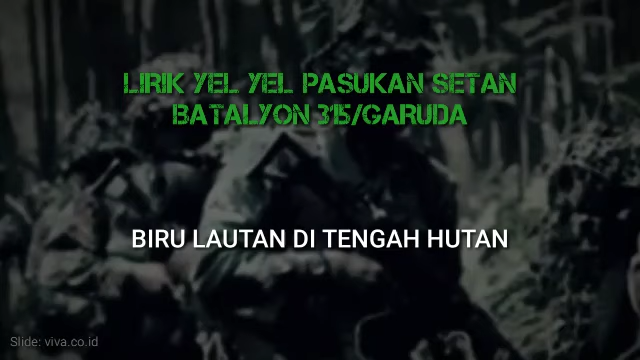 LIRIK YEL YEL PASUKAN SETAN
BATALYON 315/GARUDA
BIRU LAUTAN DI TENGAH HUTAN
Slide: viva.co.id